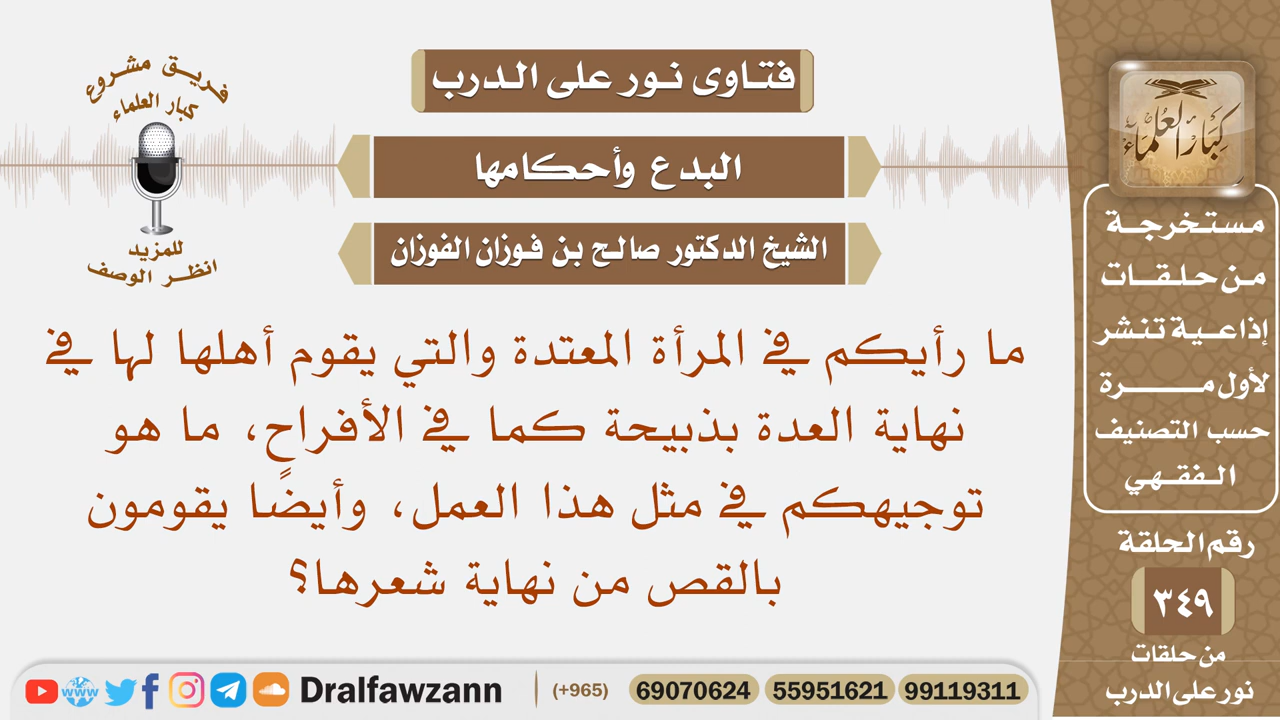 فتاوى نور على الدرب
البدع وأحكامها
الشيخ الدكتور صالح بن فوزان الفوزان
ما رأيكم في المرأة المعتدة والتي يقوم أهلها لها في
نهاية العدة بذبيحة كما في الأفراحِ، ما هو
توجيهكم في مثل هذا العمل، وأيضًا يقومون
بالقص من نهاية شعرها؟
فريق مشروع
كبار العلماء
للمزيد
انظر الوصف
كبار العلماء
مستخرجة
من حلقات
إذاعية تنشر
لأول مرة
حسب التصنيف
الفقهي
رقم الحلقة
٣٤٩
من حلقات
نور على الدرب
www
Dralfawzann
(+965)
69070624
55951621
99119311